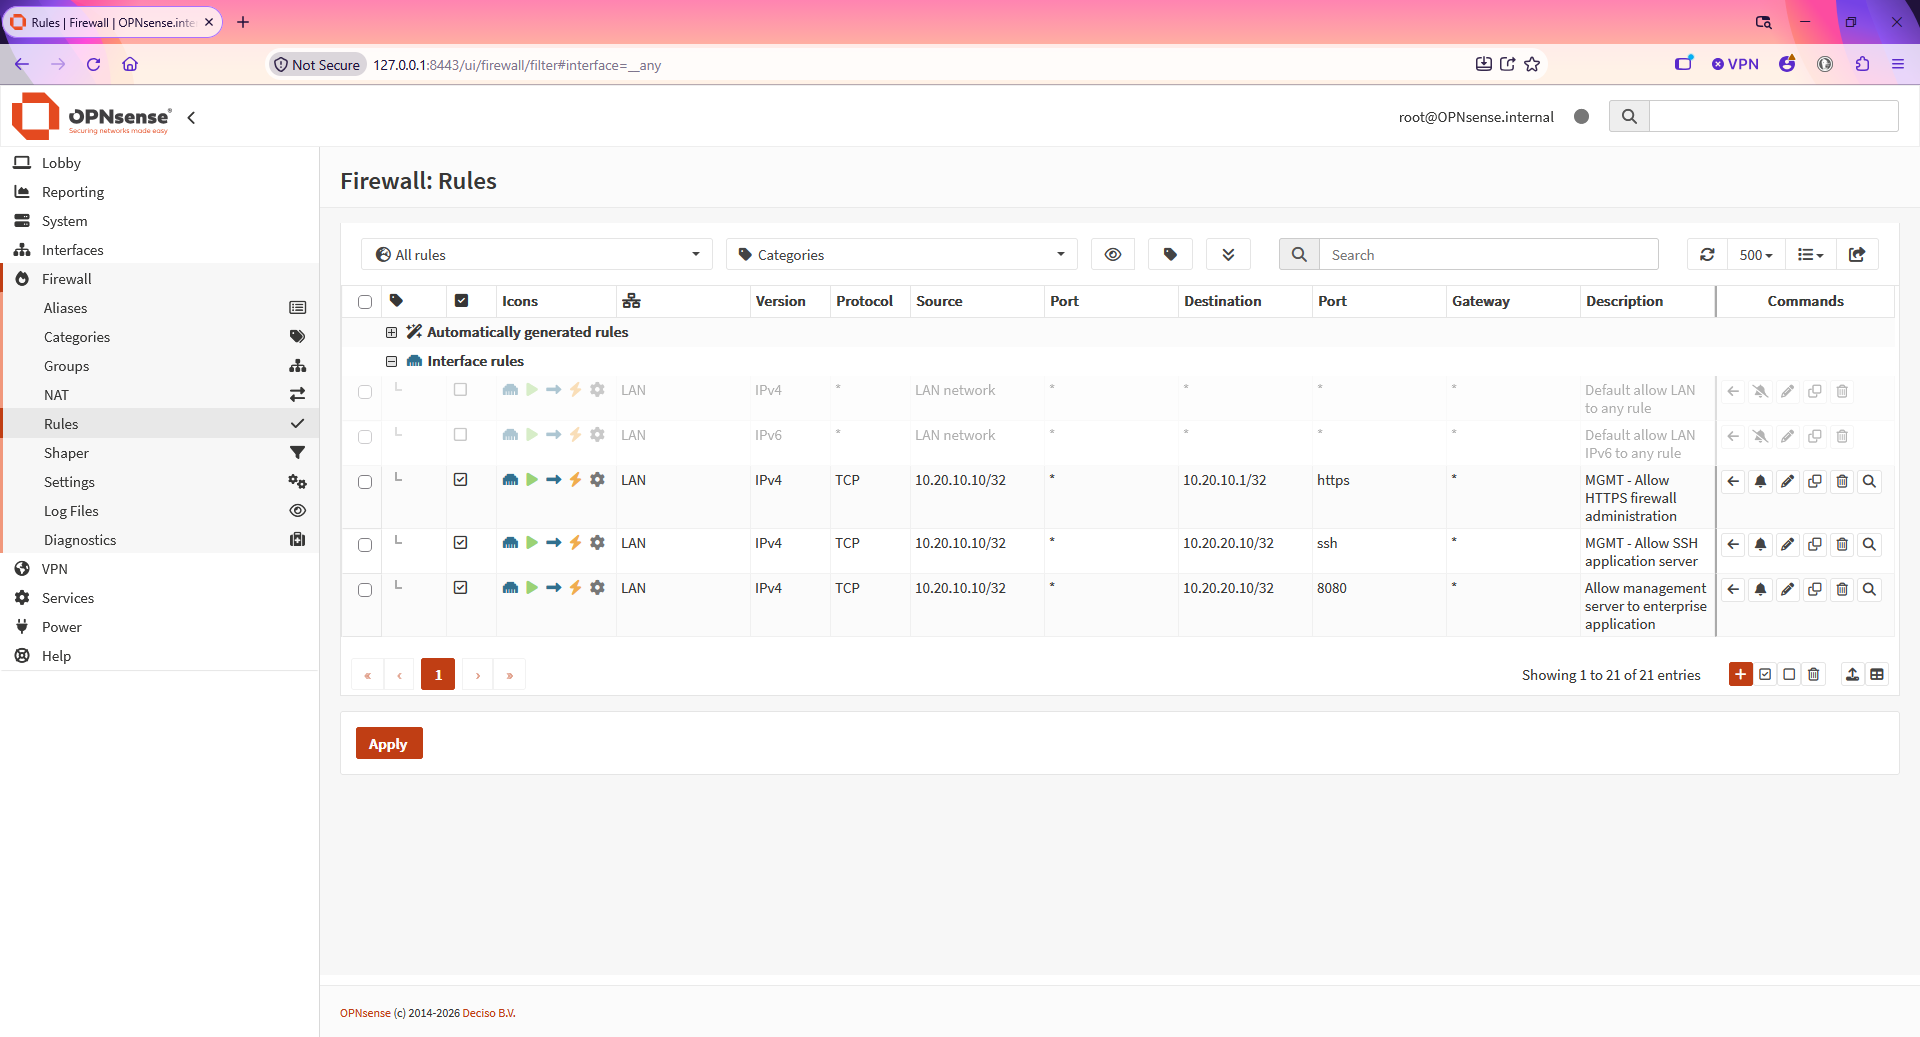 Rules | Firewall | OPNsense.inte
Not Secure 127.0.0.1:8443/ui/firewall/filter#interface=__any
VPN
OPNsense
Securing networks made easy
root@OPNsense.internal
Lobby
Reporting
System
Interfaces
Firewall
Aliases
Categories
Groups
NAT
Rules
Shaper
Settings
Log Files
Diagnostics
VPN
Services
Power
Help
Firewall: Rules
All rules Categories Search 500
Icons Version Protocol Source Port Destination Port Gateway Description Commands
Automatically generated rules
Interface rules
LAN IPv4 * LAN network * * * * Default allow LAN
to any rule
LAN IPv6 * LAN network * * * * Default allow LAN
IPv6 to any rule
LAN IPv4 TCP 10.20.10.10/32 * 10.20.10.1/32 https * MGMT - Allow
HTTPS firewall
administration
LAN IPv4 TCP 10.20.10.10/32 * 10.20.20.10/32 ssh * MGMT - Allow SSH
application server
LAN IPv4 TCP 10.20.10.10/32 * 10.20.20.10/32 8080 * Allow management
server to enterprise
application
« ‹ 1 › » Showing 1 to 21 of 21 entries
Apply
OPNsense (c) 2014-2026 Deciso B.V.